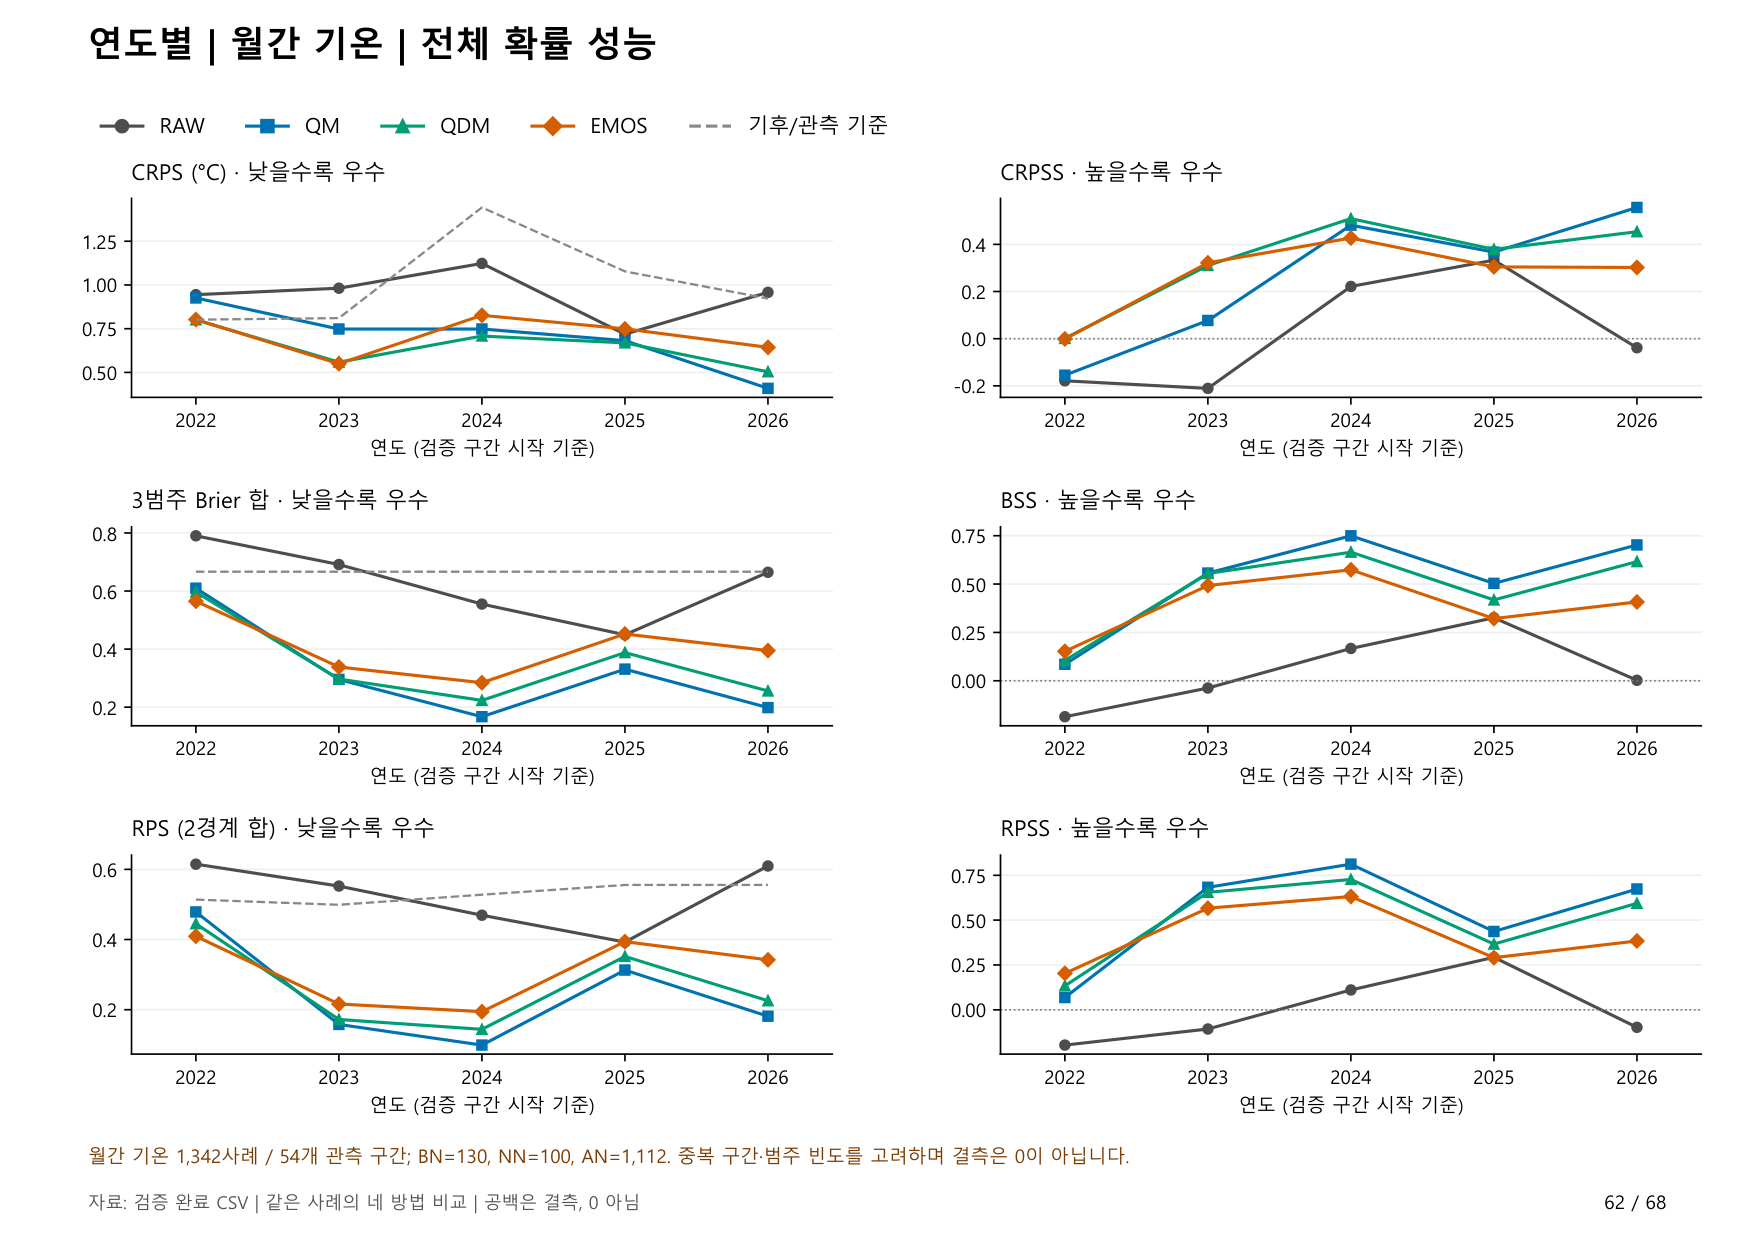 연도별 | 월간 기온 | 전체 확률 성능
RAW QM QDM EMOS 기후/관측 기준
CRPS (°C) · 낮을수록 우수
1.25
1.00
0.75
0.50
2022 2023 2024 2025 2026
연도 (검증 구간 시작 기준)
CRPSS · 높을수록 우수
0.4
0.2
0.0
-0.2
2022 2023 2024 2025 2026
연도 (검증 구간 시작 기준)
3범주 Brier 합 · 낮을수록 우수
0.8
0.6
0.4
0.2
2022 2023 2024 2025 2026
연도 (검증 구간 시작 기준)
BSS · 높을수록 우수
0.75
0.50
0.25
0.00
2022 2023 2024 2025 2026
연도 (검증 구간 시작 기준)
RPS (2경계 합) · 낮을수록 우수
0.6
0.4
0.2
2022 2023 2024 2025 2026
연도 (검증 구간 시작 기준)
RPSS · 높을수록 우수
0.75
0.50
0.25
0.00
2022 2023 2024 2025 2026
연도 (검증 구간 시작 기준)
월간 기온 1,342사례 / 54개 관측 구간; BN=130, NN=100, AN=1,112. 중복 구간·범주 빈도를 고려하며 결측은 0이 아닙니다.
자료: 검증 완료 CSV | 같은 사례의 네 방법 비교 | 공백은 결측, 0 아님
62 / 68